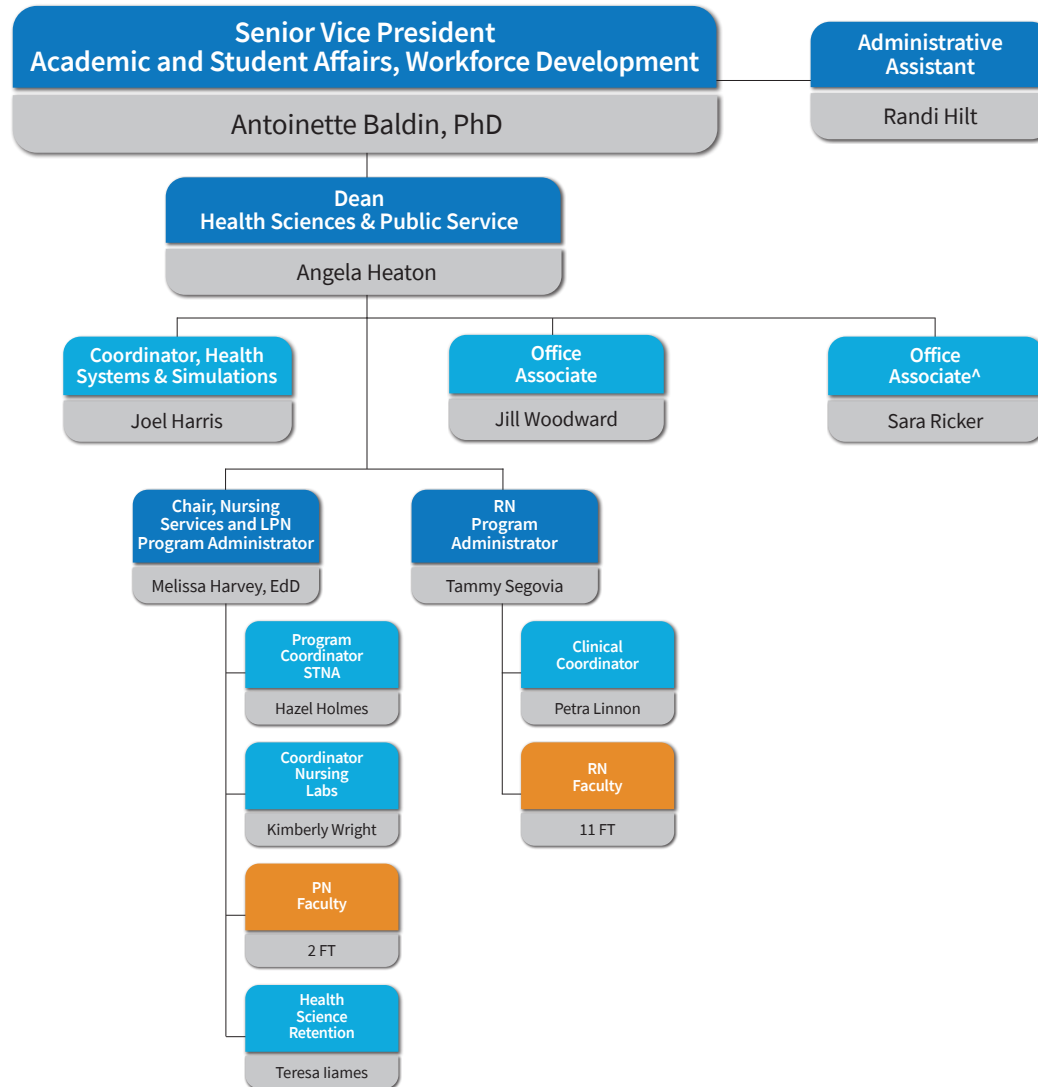 Senior Vice President
Academic and Student Affairs, Workforce Development
Antoinette Baldin, PhD
Administrative
Assistant
Randi Hilt
Dean
Health Sciences & Public Service
Angela Heaton
Coordinator, Health
Systems & Simulations
Joel Harris
Office
Associate
Jill Woodward
Office
Associate^
Sara Ricker
Chair, Nursing
Services and LPN
Program Administrator
Melissa Harvey, EdD
RN
Program
Administrator
Tammy Segovia
Program
Coordinator
STNA
Hazel Holmes
Clinical
Coordinator
Petra Linnon
Coordinator
Nursing
Labs
Kimberly Wright
RN
Faculty
11 FT
PN
Faculty
2 FT
Health
Science
Retention
Teresa Iiames